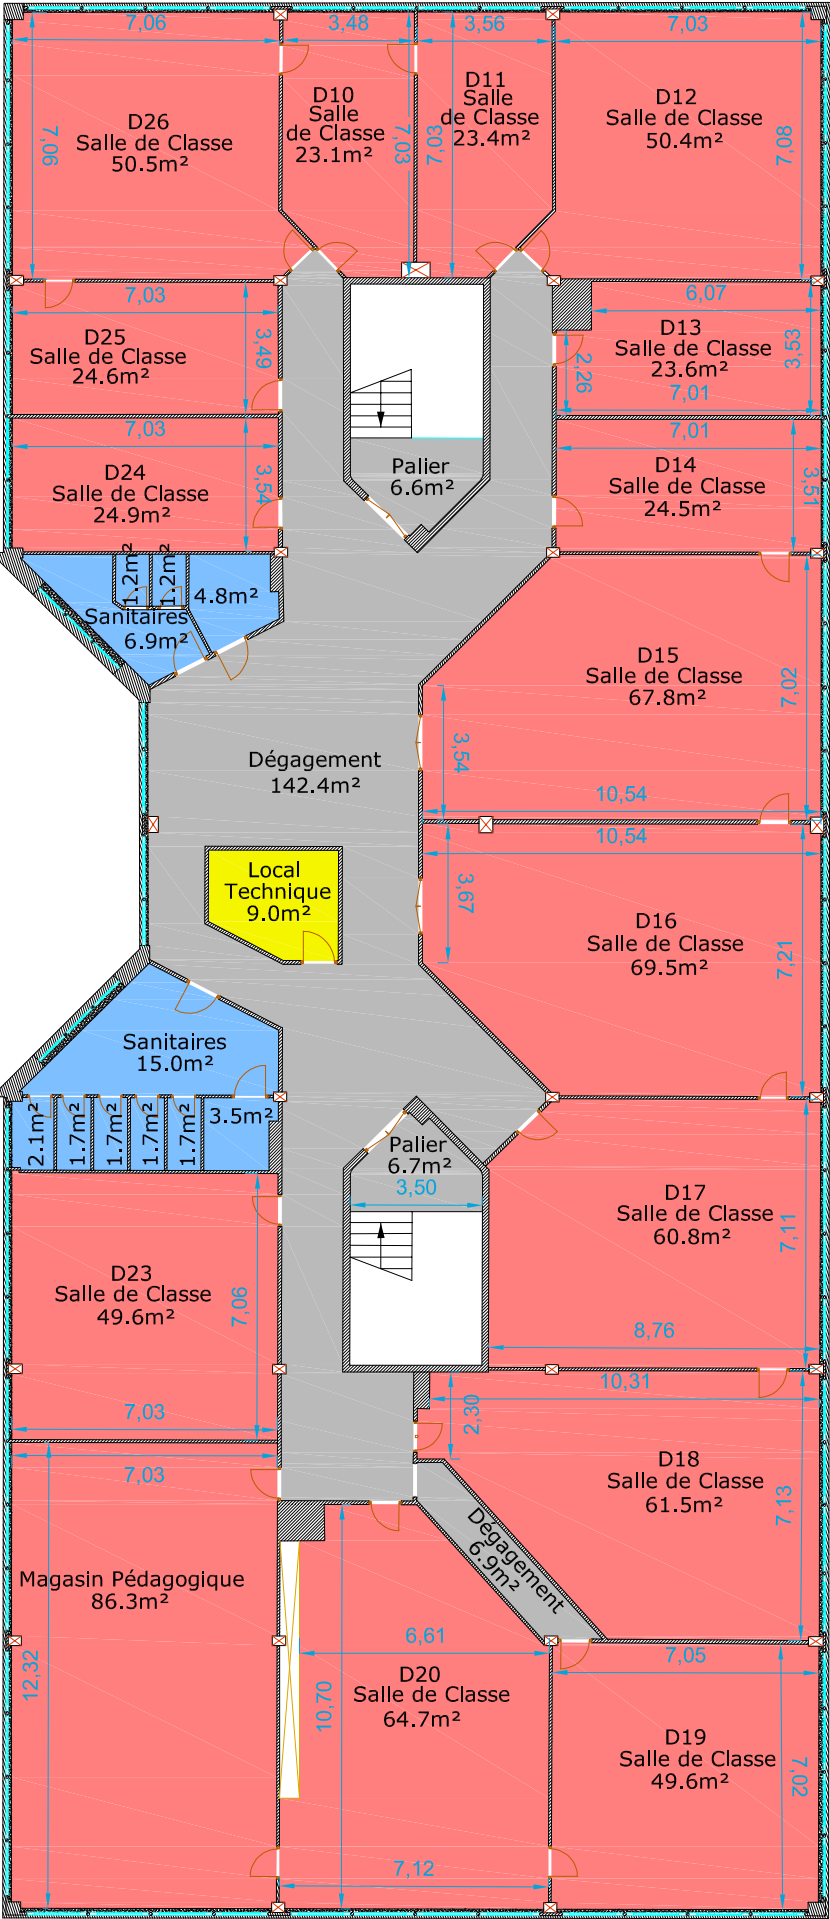 7,06
3,48
3,56
7,03
D26
Salle de Classe
50.5m²
7,06
D10
Salle
de Classe
23.1m²
7,03
7,03
D11
Salle
de Classe
23.4m²
D12
Salle de Classe
50.4m²
7,08
7,03
D25
Salle de Classe
24.6m²
3,49
6,07
D13
Salle de Classe
23.6m²
3,53
2,26
7,01
7,03
D24
Salle de Classe
24.9m²
3,54
Palier
6.6m²
7,01
D14
Salle de Classe
24.5m²
3,51
1.2m²
1.2m²
4.8m²
Sanitaires
6.9m²
D15
Salle de Classe
67.8m²
7,02
3,54
10,54
Dégagement
142.4m²
10,54
Local
Technique
9.0m²
3,67
D16
Salle de Classe
69.5m²
7,21
Sanitaires
15.0m²
2.1m²
1.7m²
1.7m²
1.7m²
1.7m²
3.5m²
Palier
6.7m²
3,50
D17
Salle de Classe
60.8m²
7,11
8,76
D23
Salle de Classe
49.6m²
7,06
7,03
10,31
2,30
D18
Salle de Classe
61.5m²
7,13
7,03
Dégagement
6.9m²
Magasin Pédagogique
86.3m²
12,32
6,61
D20
Salle de Classe
64.7m²
10,70
7,12
7,05
D19
Salle de Classe
49.6m²
7,02